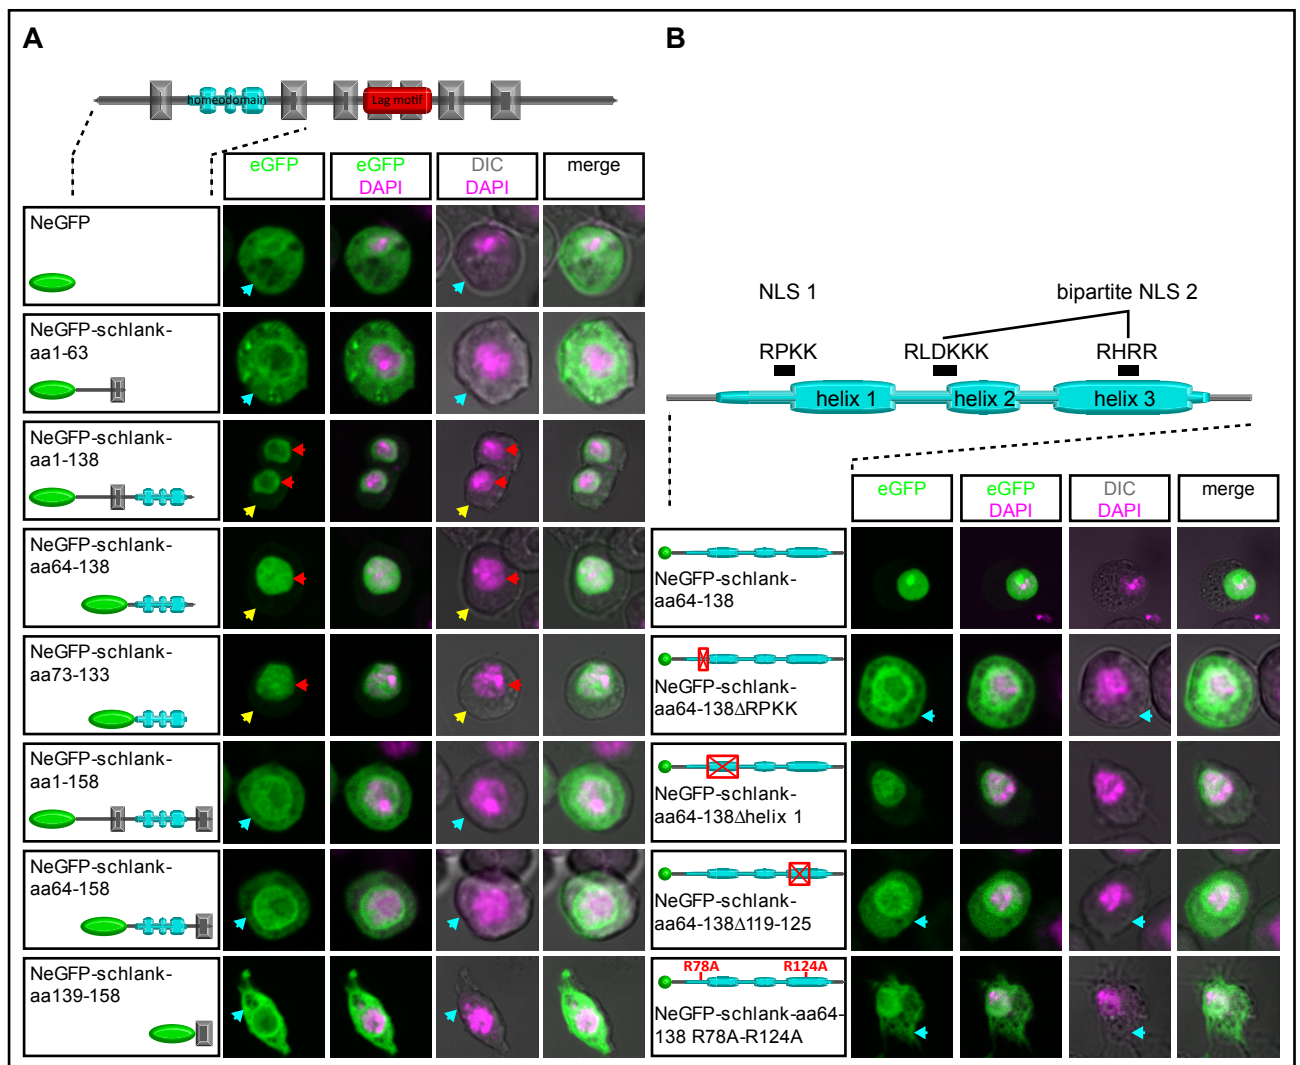 A
homeodomain
Lag motif
eGFP
eGFP
DAPI
DIC
DAPI
merge
NeGFP
NeGFP-schlank-
aa1-63
NeGFP-schlank-
aa1-138
NeGFP-schlank-
aa64-138
NeGFP-schlank-
aa73-133
NeGFP-schlank-
aa1-158
NeGFP-schlank-
aa64-158
NeGFP-schlank-
aa139-158
B
NLS 1
bipartite NLS 2
RPKK
RLDKKK
RHRR
helix 1
helix 2
helix 3
eGFP
eGFP
DAPI
DIC
DAPI
merge
NeGFP-schlank-
aa64-138
NeGFP-schlank-
aa64-138ΔRPKK
NeGFP-schlank-
aa64-138Δhelix 1
NeGFP-schlank-
aa64-138Δ119-125
R78A R124A
NeGFP-schlank-aa64-
138 R78A-R124A